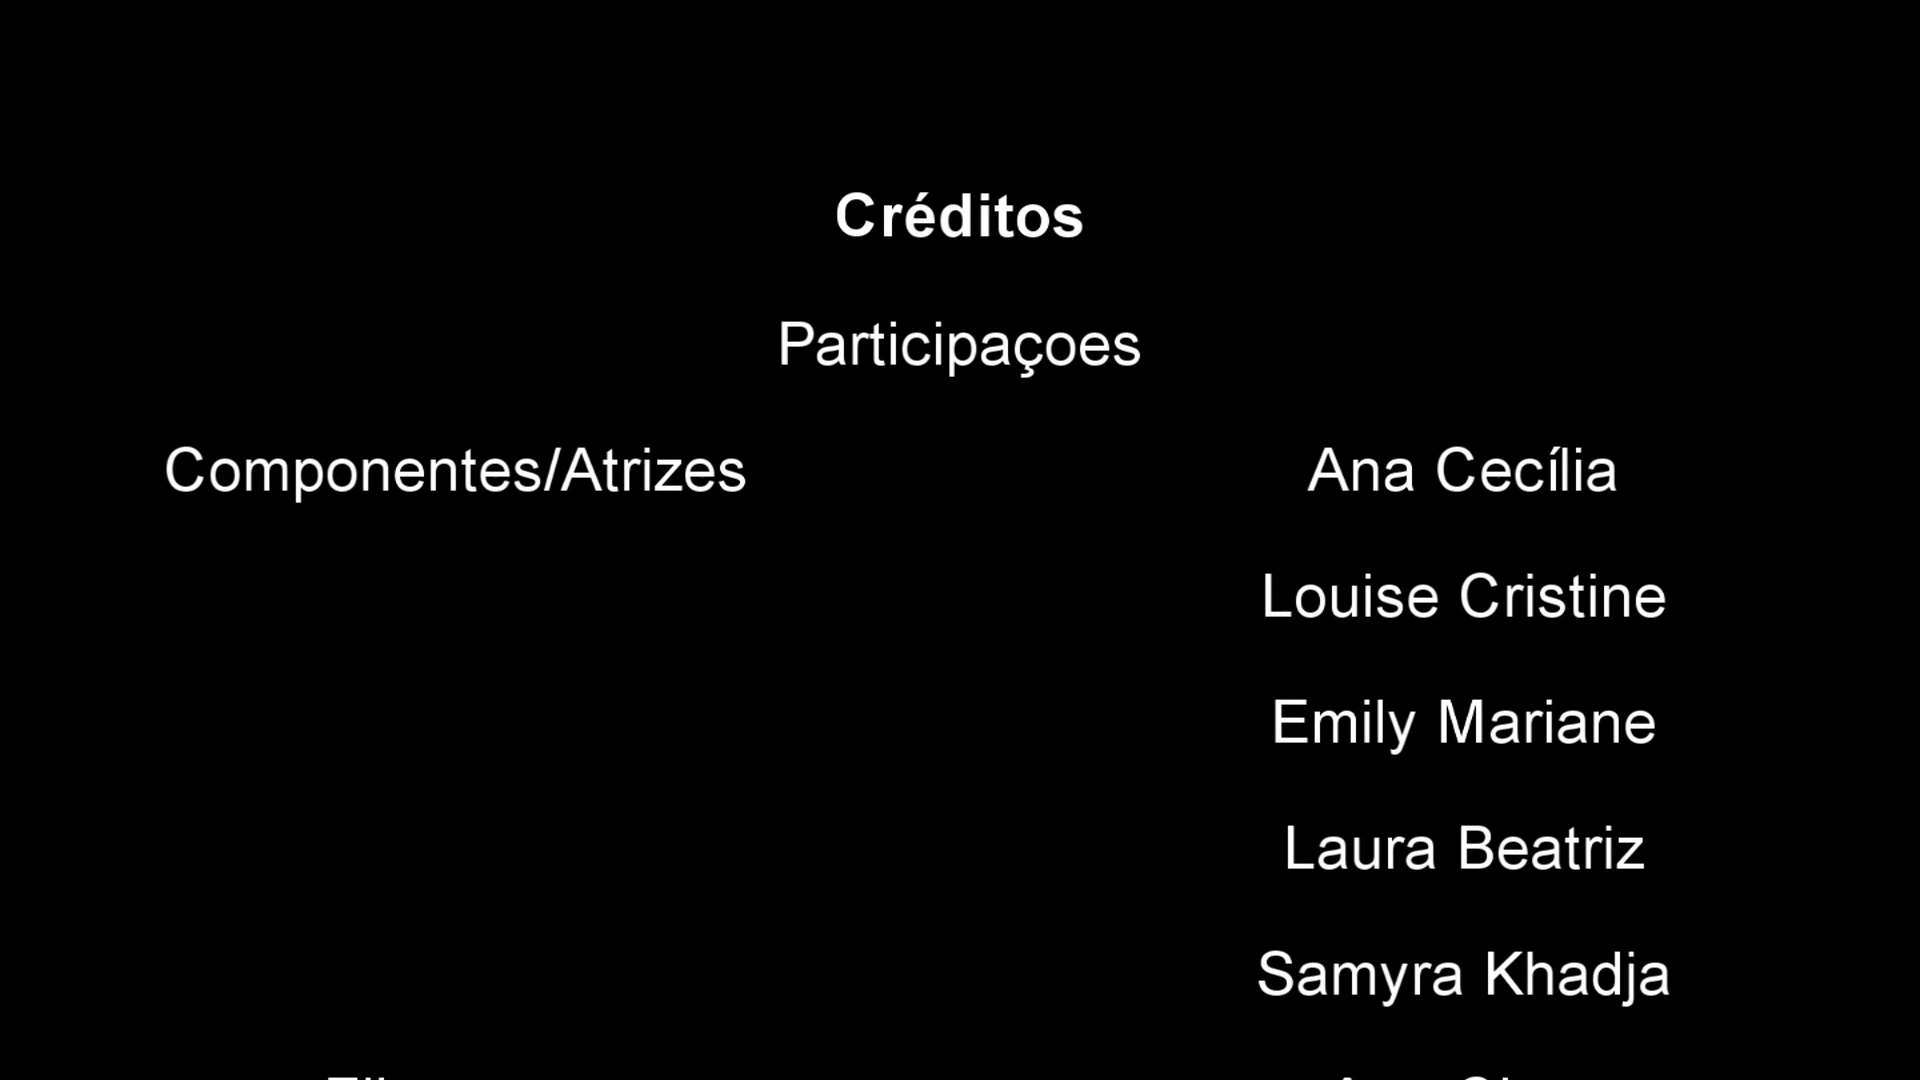 Créditos
Participaçoes
Componentes/Atrizes Ana Cecília
Louise Cristine
Emily Mariane
Laura Beatriz
Samyra Khadja